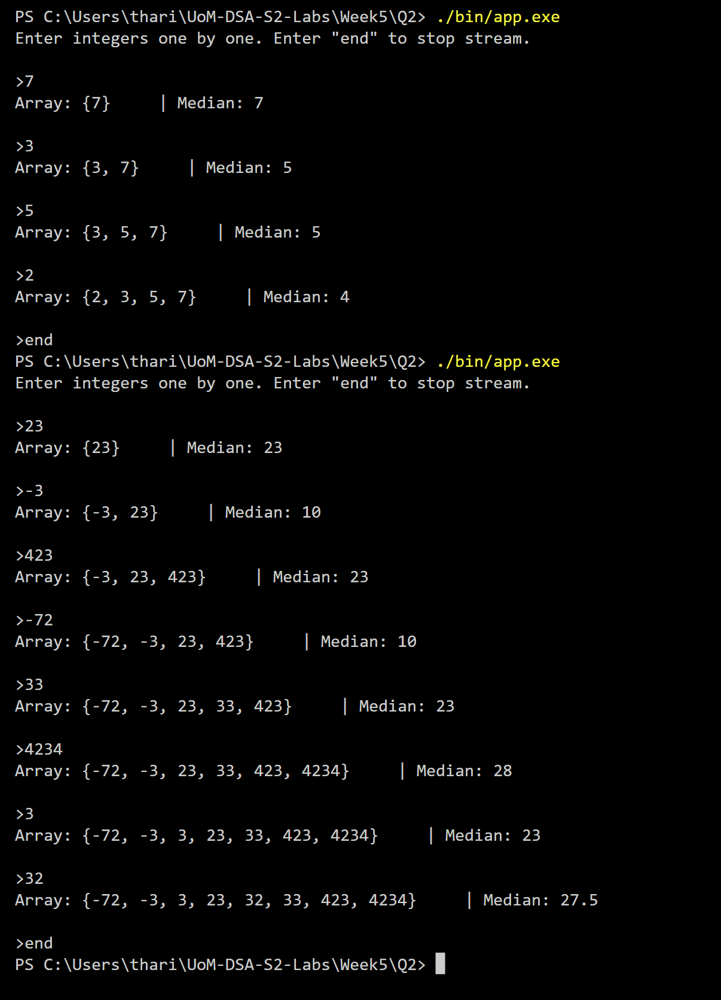 PS C:\Users\thari\UoM-DSA-S2-Labs\Week5\Q2> ./bin/app.exe
Enter integers one by one. Enter "end" to stop stream.
>7
Array: {7}     | Median: 7
>3
Array: {3, 7}     | Median: 5
>5
Array: {3, 5, 7}     | Median: 5
>2
Array: {2, 3, 5, 7}     | Median: 4
>end
PS C:\Users\thari\UoM-DSA-S2-Labs\Week5\Q2> ./bin/app.exe
Enter integers one by one. Enter "end" to stop stream.
>23
Array: {23}     | Median: 23
>-3
Array: {-3, 23}     | Median: 10
>423
Array: {-3, 23, 423}     | Median: 23
>-72
Array: {-72, -3, 23, 423}     | Median: 10
>33
Array: {-72, -3, 23, 33, 423}     | Median: 23
>4234
Array: {-72, -3, 23, 33, 423, 4234}     | Median: 28
>3
Array: {-72, -3, 3, 23, 33, 423, 4234}     | Median: 23
>32
Array: {-72, -3, 3, 23, 32, 33, 423, 4234}     | Median: 27.5
>end
PS C:\Users\thari\UoM-DSA-S2-Labs\Week5\Q2>